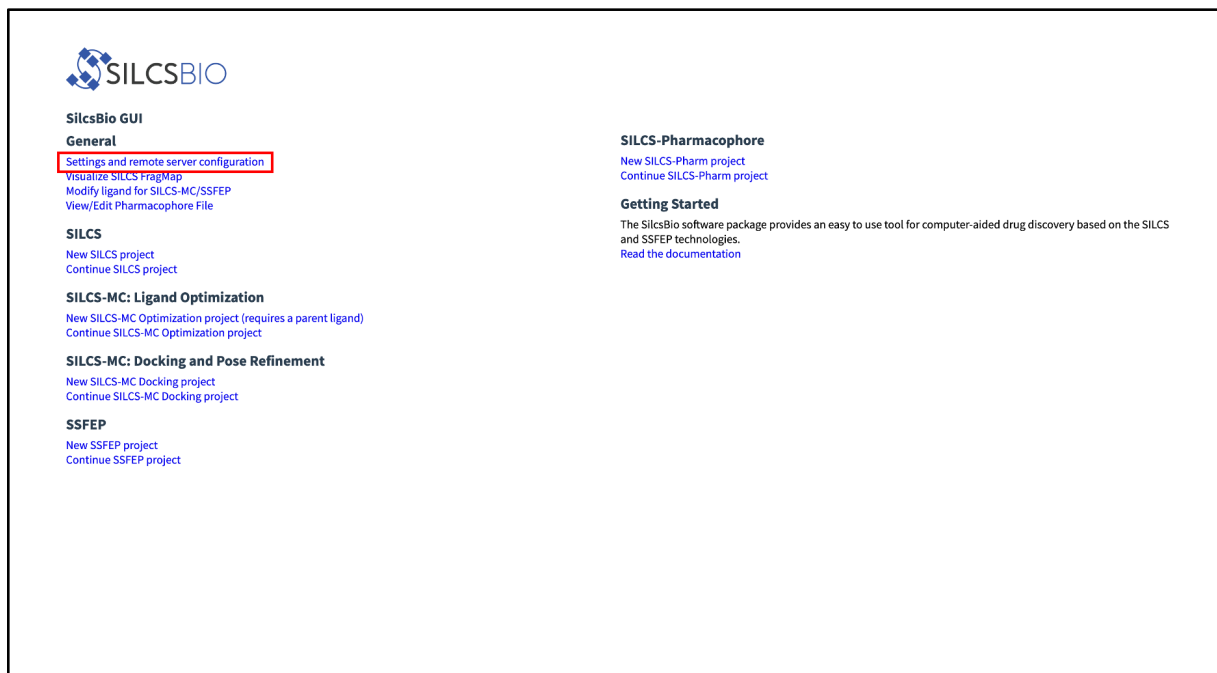 SILCSBIO
SilcsBio GUI
General
Settings and remote server configuration
Visualize SILCS FragMap
Modify ligand for SILCS-MC/SSFEP
View/Edit Pharmacophore File
SILCS
New SILCS project
Continue SILCS project
SILCS-MC: Ligand Optimization
New SILCS-MC Optimization project (requires a parent ligand)
Continue SILCS-MC Optimization project
SILCS-MC: Docking and Pose Refinement
New SILCS-MC Docking project
Continue SILCS-MC Docking project
SSFEP
New SSFEP project
Continue SSFEP project
SILCS-Pharmacophore
New SILCS-Pharm project
Continue SILCS-Pharm project
Getting Started
The SilcsBio software package provides an easy to use tool for computer-aided drug discovery based on the SILCS
and SSFEP technologies.
Read the documentation